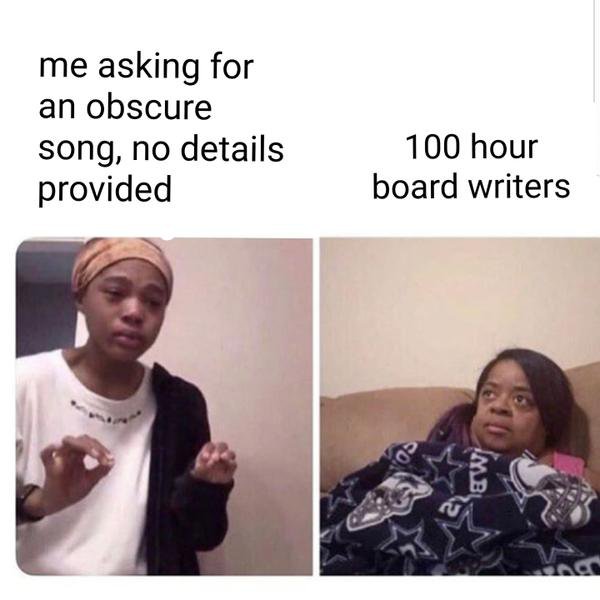 me asking for
an obscure
song, no details
provided
100 hour
board writers